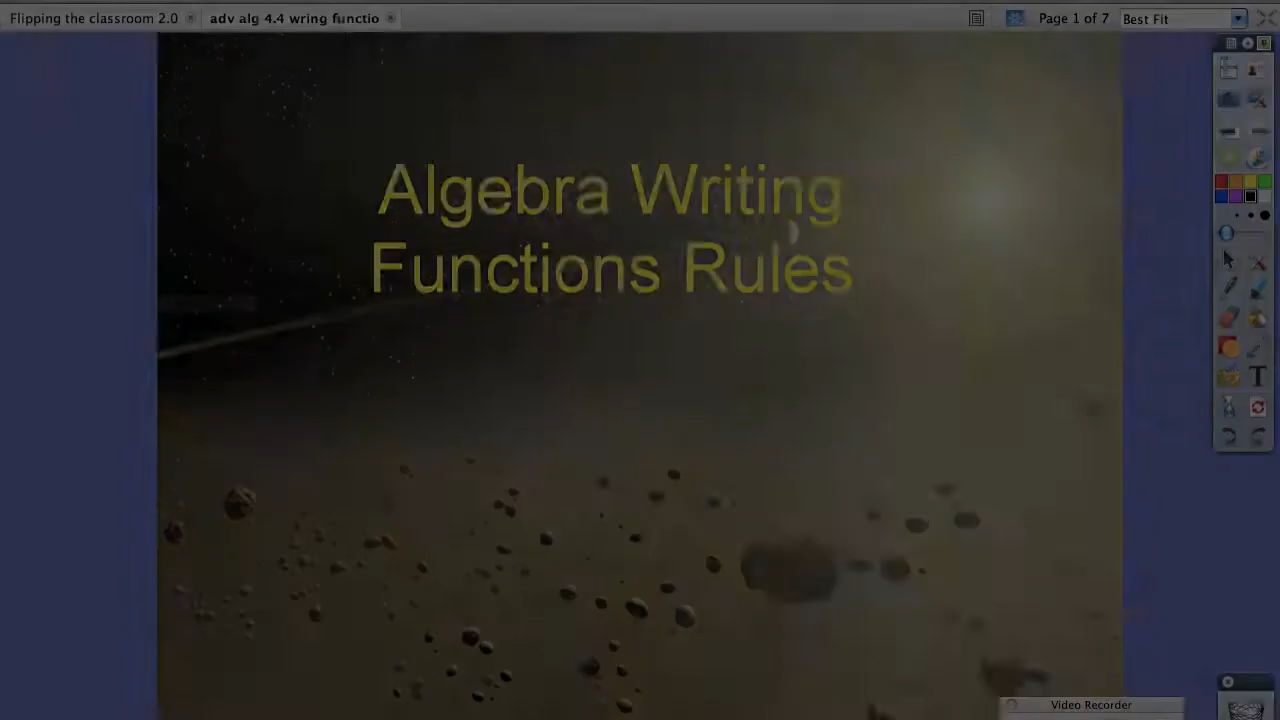 Flipping the classroom 2.0
adv alg 4.4 wring functio
Page 1 of 7
Best Fit
Algebra Writing
Functions Rules
T
Video Recorder